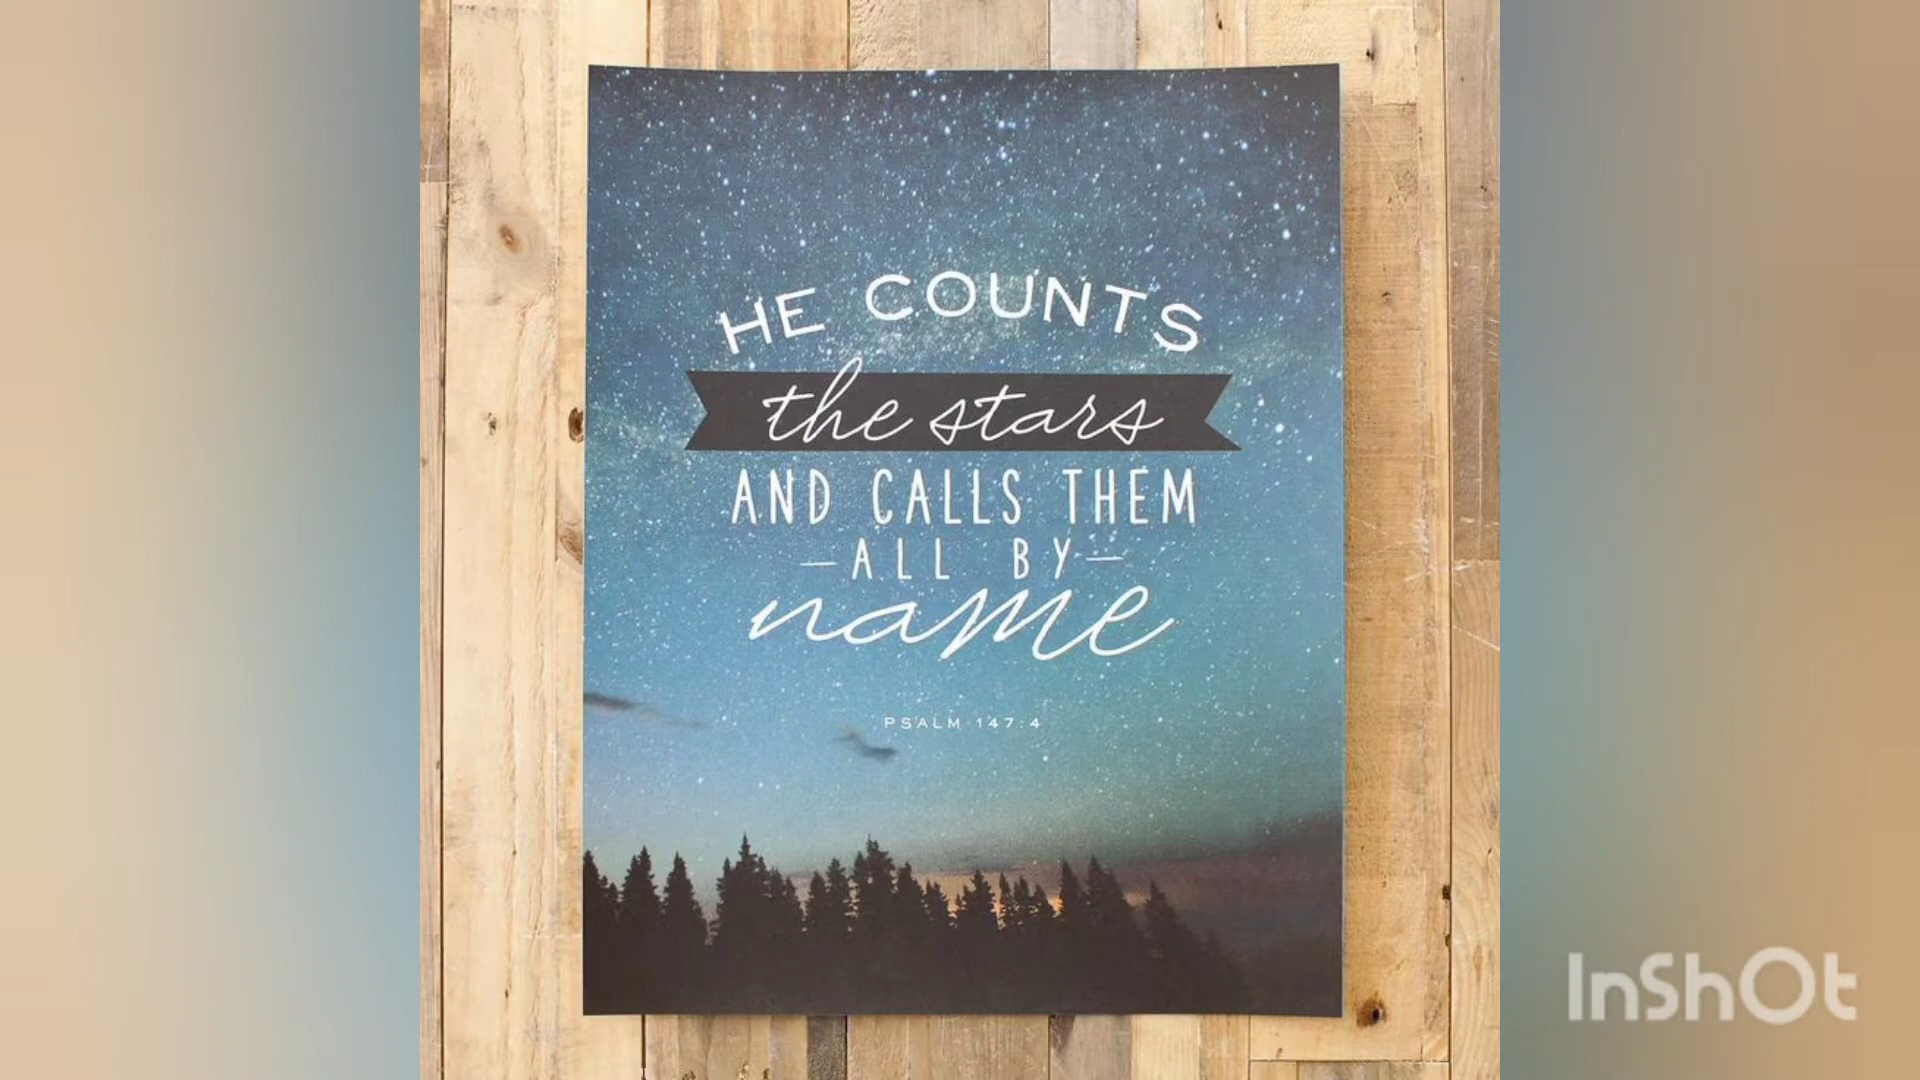 HE COUNTS
the stars
AND CALLS THEM
—ALL BY—
name
PSALM 147:4
InShOt